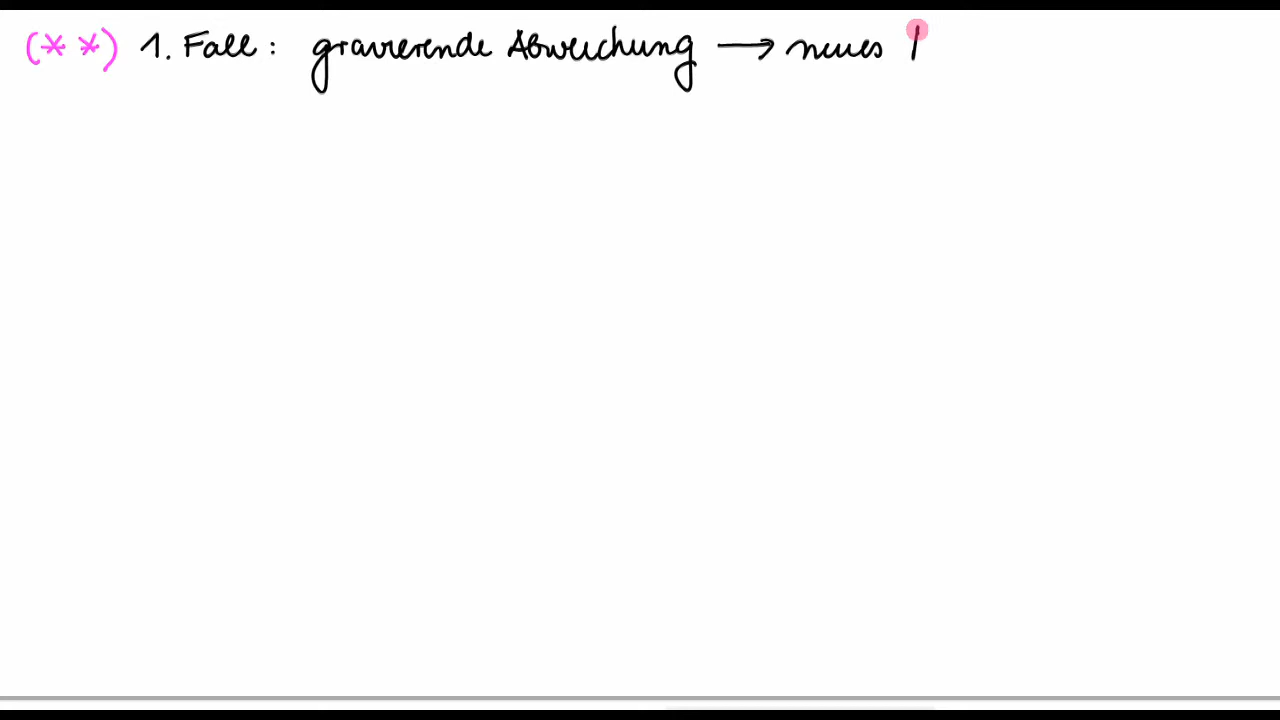 (**) 1. Fall: gravierende Abweichung → neues